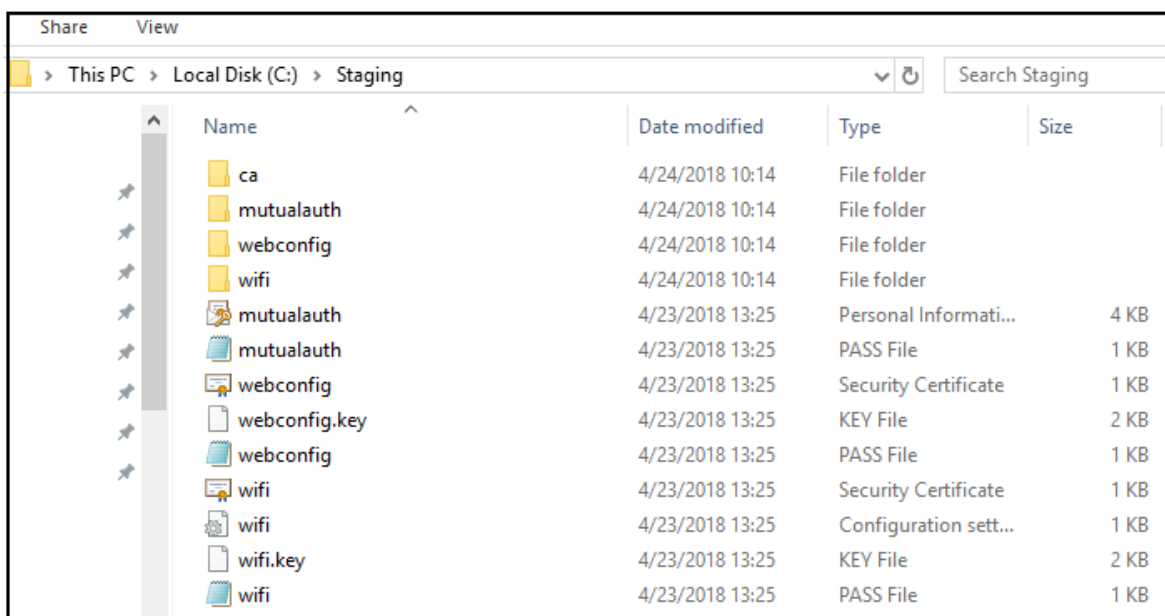 Share View
This PC > Local Disk (C:) > Staging Search Staging
Name Date modified Type Size
ca 4/24/2018 10:14 File folder
mutualauth 4/24/2018 10:14 File folder
webconfig 4/24/2018 10:14 File folder
wifi 4/24/2018 10:14 File folder
mutualauth 4/23/2018 13:25 Personal Informati... 4 KB
mutualauth 4/23/2018 13:25 PASS File 1 KB
webconfig 4/23/2018 13:25 Security Certificate 1 KB
webconfig.key 4/23/2018 13:25 KEY File 2 KB
webconfig 4/23/2018 13:25 PASS File 1 KB
wifi 4/23/2018 13:25 Security Certificate 1 KB
wifi 4/23/2018 13:25 Configuration sett... 1 KB
wifi.key 4/23/2018 13:25 KEY File 2 KB
wifi 4/23/2018 13:25 PASS File 1 KB